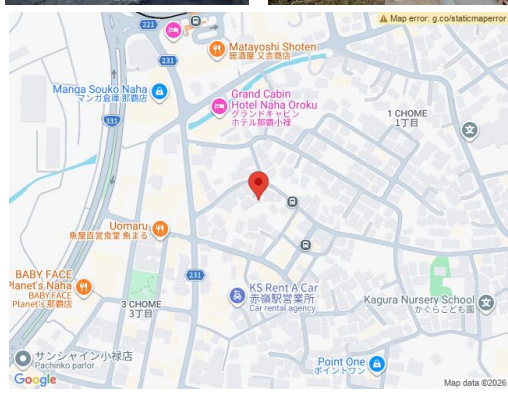 Map error: g.co/staticmaperror
221
Matayoshi Shoten
居酒屋 又吉商店
231
Manga Souko Naha
マンガ倉庫 那覇店
Grand Cabin
Hotel Naha Oroku
グランドキャビン
ホテル那覇小禄
1 CHOME
1丁目
331
Uomaru
魚屋直営食堂 魚まる
231
BABY FACE
Planet's Naha
BABY FACE
Planet's 那覇店
KS Rent A Car
赤嶺駅営業所
Car rental agency
3 CHOME
3丁目
Kagura Nursery School
かぐらこども園
サンシャイン小禄店
Pachinko parlor
Point One
ポイントワン
Google
Map data ©2026